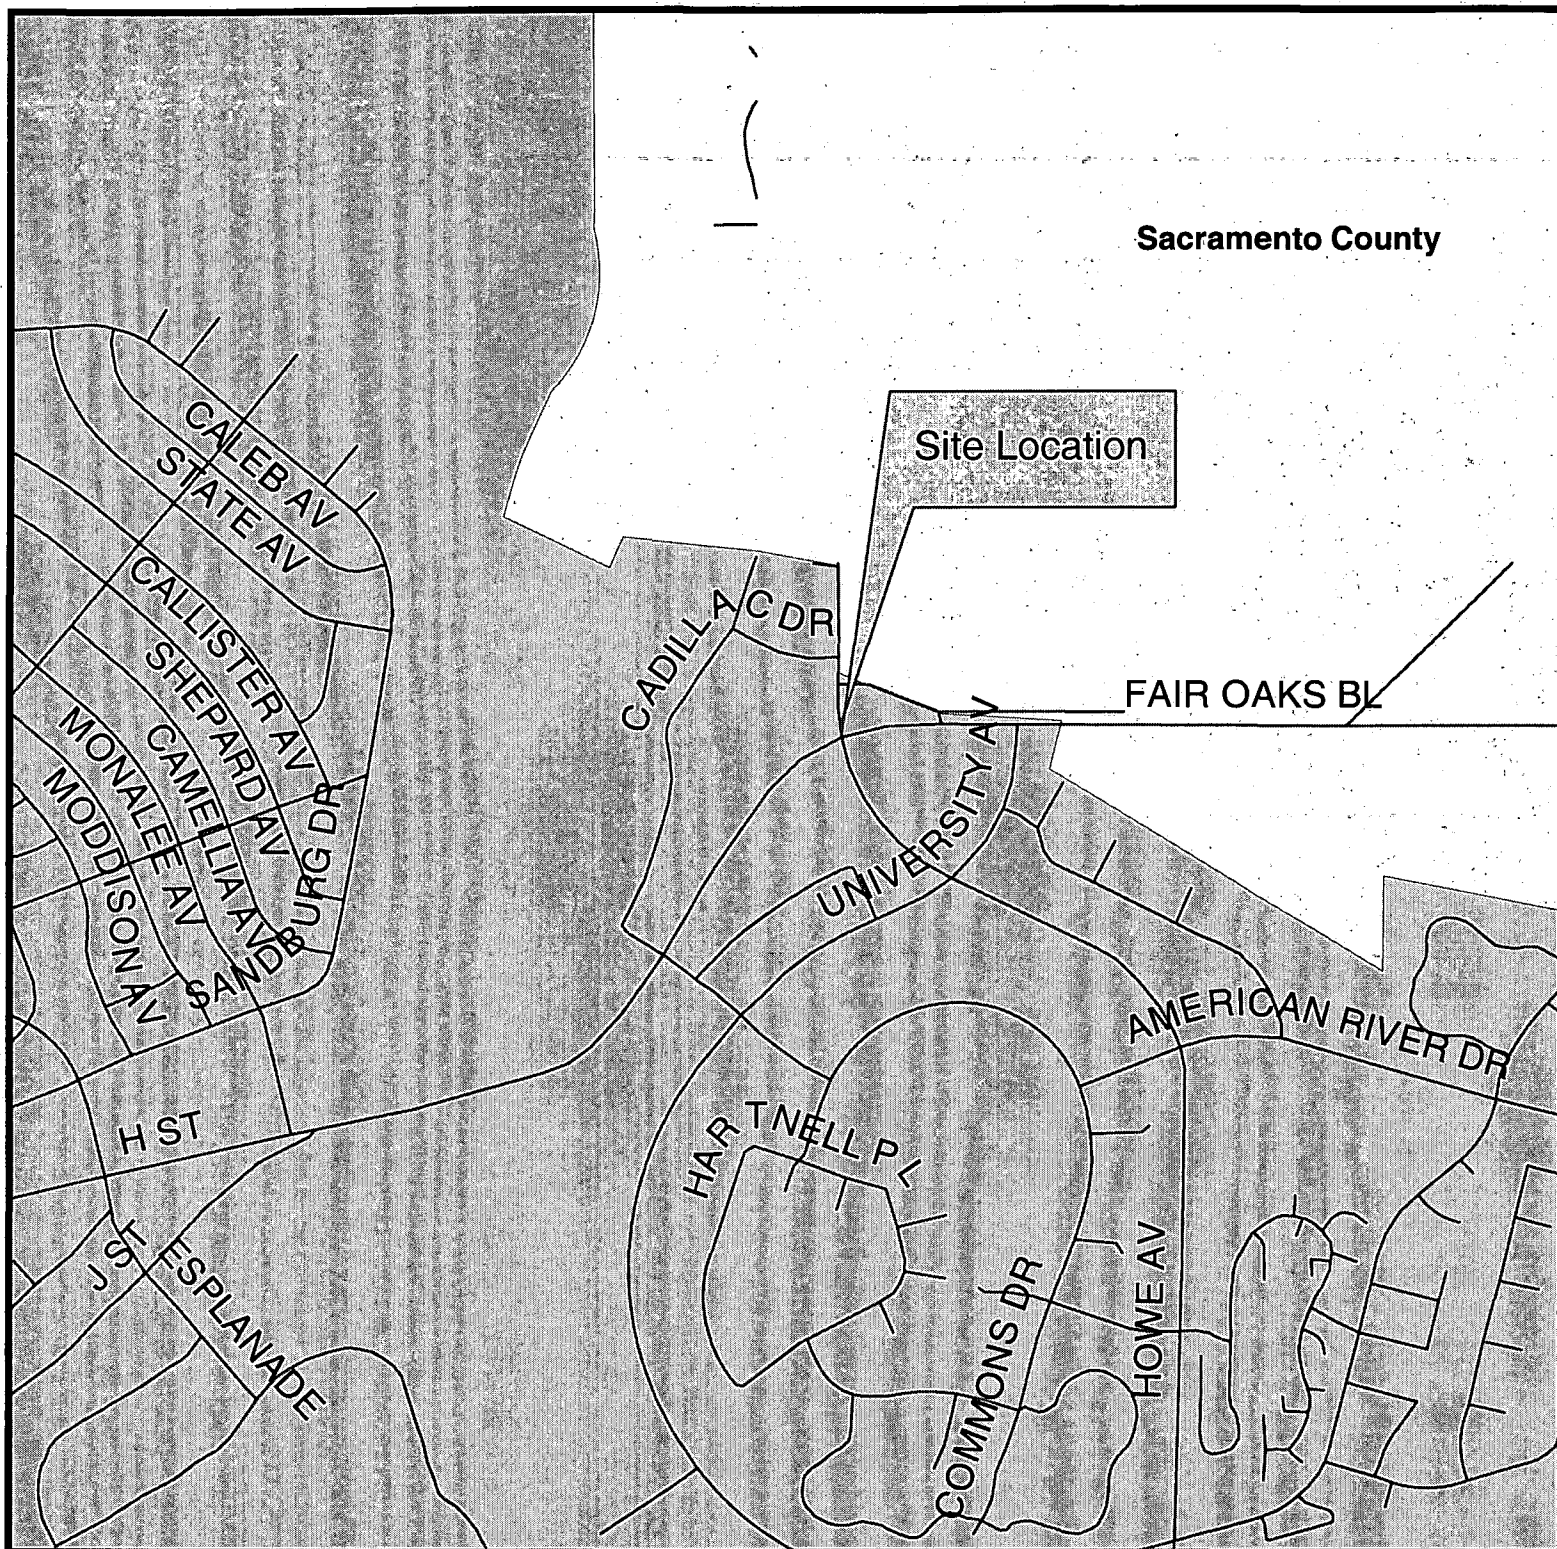 Sacramento County
CALEB AV
STATE AV
Site Location
CALLISTER AV
SHEPARD AV
CAMELLIA AV
MONALEE AV
MODDISON AV
SANDBURG DR
CADILLAC DR
FAIR OAKS BL
UNIVERSITY AV
AMERICAN RIVER DR
H ST
HARTNELL PL
J ST
ESPLANADE
COMMONS DR
HOWE AV